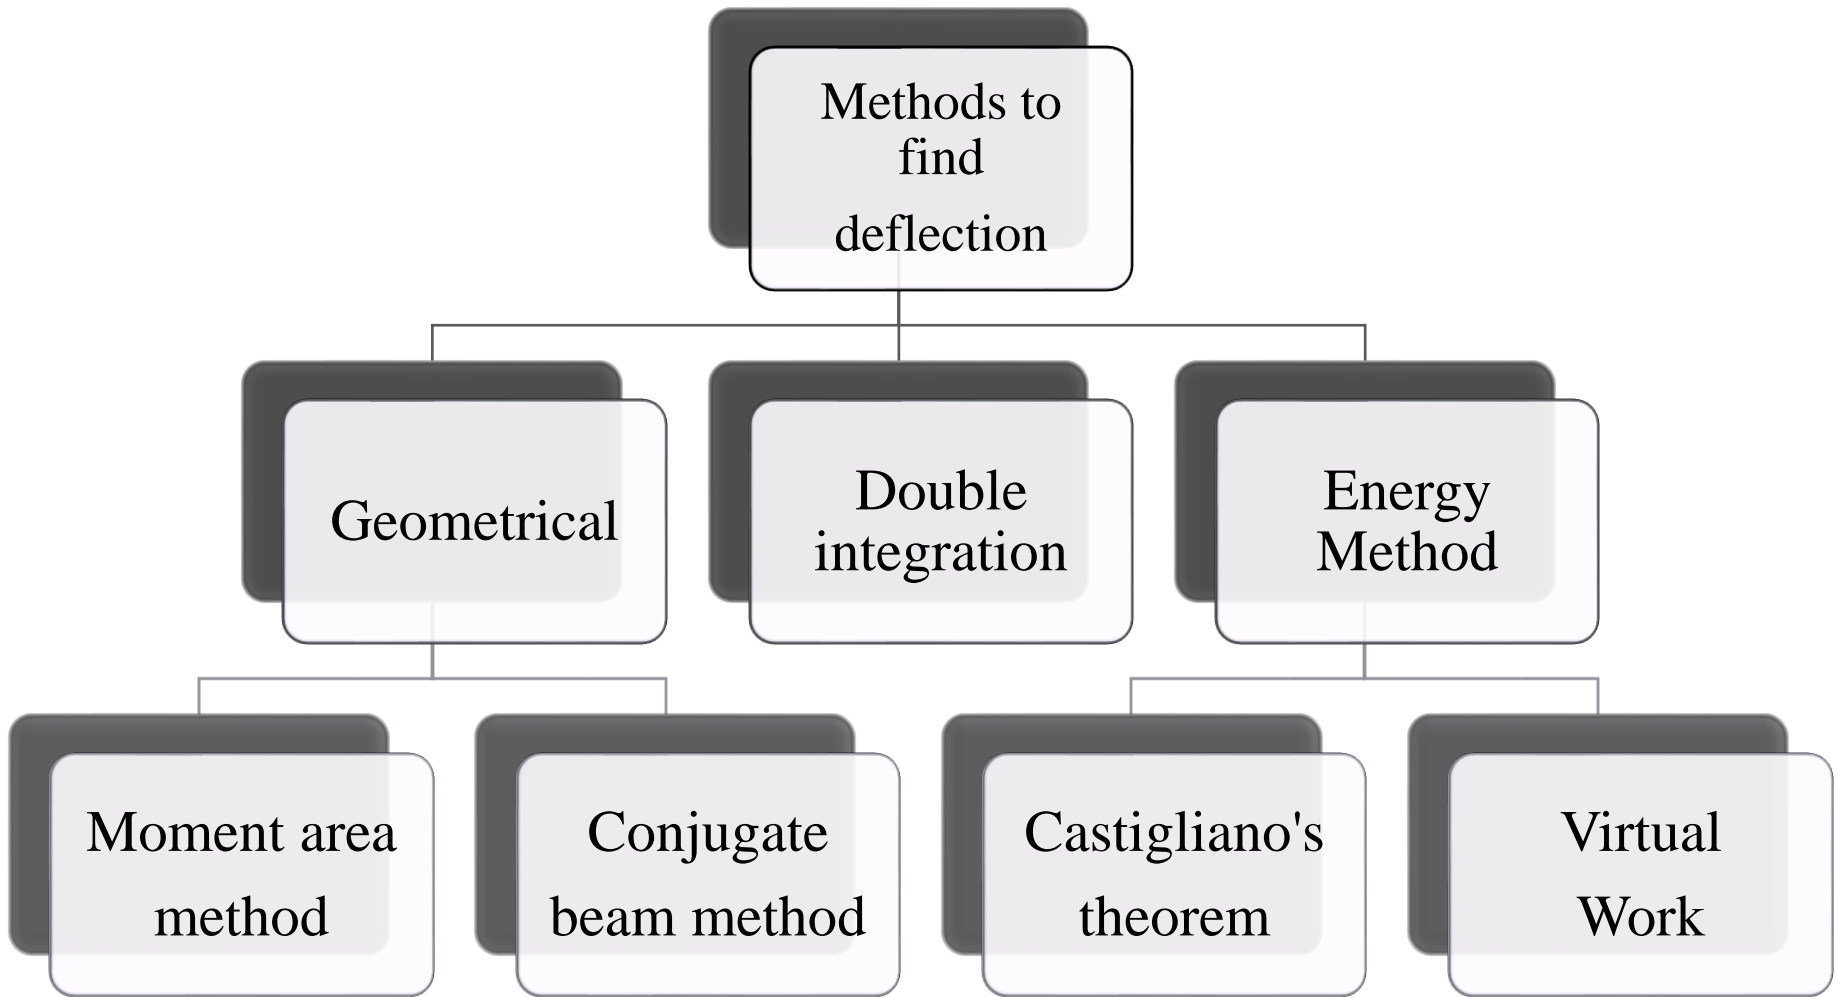 Methods to
find
deflection
Geometrical
Double
integration
Energy
Method
Moment area
method
Conjugate
beam method
Castigliano's
theorem
Virtual
Work